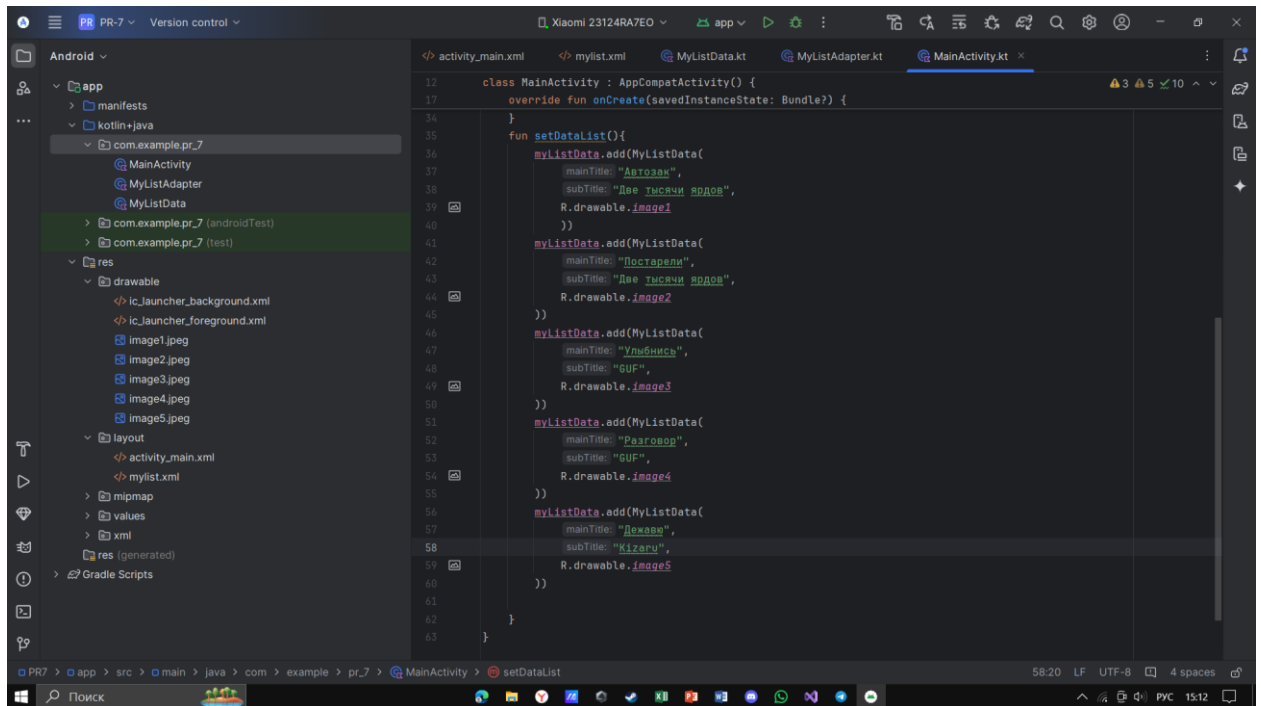 PR PR-7 Version control Xiaomi 23124RA7EO app
Android
activity_main.xml mylist.xml MyListData.kt MyListAdapter.kt MainActivity.kt
app
manifests
kotlin+java
com.example.pr_7
MainActivity
MyListAdapter
MyListData
com.example.pr_7 (androidTest)
com.example.pr_7 (test)
res
drawable
ic_launcher_background.xml
ic_launcher_foreground.xml
image1.jpeg
image2.jpeg
image3.jpeg
image4.jpeg
image5.jpeg
layout
activity_main.xml
mylist.xml
mipmap
values
xml
res (generated)
Gradle Scripts
3 5 10
12 class MainActivity : AppCompatActivity() {
17 override fun onCreate(savedInstanceState: Bundle?) {
34 }
35 fun setDataList(){
36 myListData.add(MyListData(
37 mainTitle: "Автозак",
38 subTitle: "Две тысячи ярдов",
39 R.drawable.image1
40 ))
41 myListData.add(MyListData(
42 mainTitle: "Постарели",
43 subTitle: "Две тысячи ярдов",
44 R.drawable.image2
45 ))
46 myListData.add(MyListData(
47 mainTitle: "Улыбнись",
48 subTitle: "GUF",
49 R.drawable.image3
50 ))
51 myListData.add(MyListData(
52 mainTitle: "Разговор",
53 subTitle: "GUF",
54 R.drawable.image4
55 ))
56 myListData.add(MyListData(
57 mainTitle: "Дежавю",
58 subTitle: "Kizaru",
59 R.drawable.image5
60 ))
61
62 }
63 }
PR7 > app > src > main > java > com > example > pr_7 > MainActivity > setDataList 58:20 LF UTF-8 4 spaces
Поиск РУС 15:12